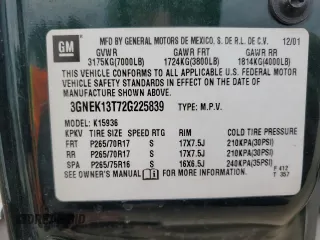 GM
MFD BY GENERAL MOTORS DE MEXICO, S. DE R.L. DE C.V. 12/01
GVWR GAWR FRT GAWR RR
3175KG(7000LB) 1724KG(3800LB) 1814KG(4000LB)
THIS VEHICLE CONFORMS TO ALL APPLICABLE U.S. FEDERAL MOTOR
VEHICLE SAFETY STANDARDS IN EFFECT ON THE DATE OF
MANUFACTURE SHOWN ABOVE.
3GNEK13T72G225839 TYPE: M.P.V.
MODEL: K15936
KPKV TIRE SIZE SPEED RTG RIM COLD TIRE PRESSURE
FRT P265/70R17 S 17X7.5J 210KPA(30PSI)
RR P265/70R17 S 17X7.5J 210KPA(30PSI)
SPA P265/75R16 S 16X6.5J 240KPA(35PSI)
SEE OWNER'S MANUAL FOR MORE INFORMATION.
F 412
T 357